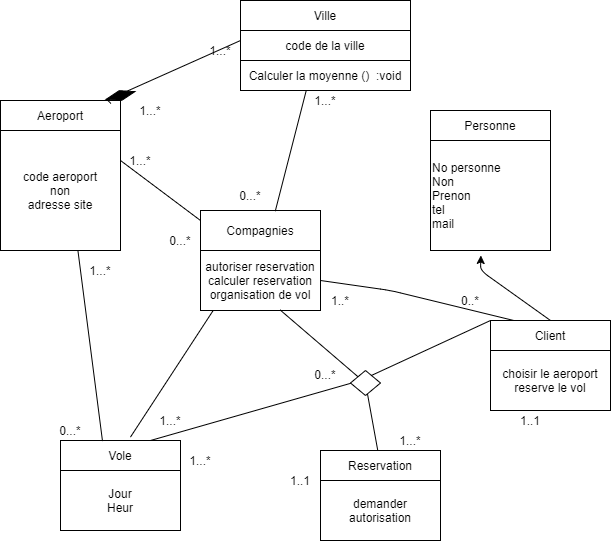 Ville
code de la ville
Calculer la moyenne () :void
1...*
1...*
1...*
Aeroport
code aeroport
non
adresse site
1...*
0...*
0...*
Personne
No personne
Non
Prenon
tel
mail
Compagnies
autoriser reservation
calculer reservation
organisation de vol
1...*
1..*
0..*
Client
choisir le aeroport
reserve le vol
0...*
1..1
0...*
1...*
1...*
Vole
Jour
Heur
1...*
1..1
Reservation
demander
autorisation